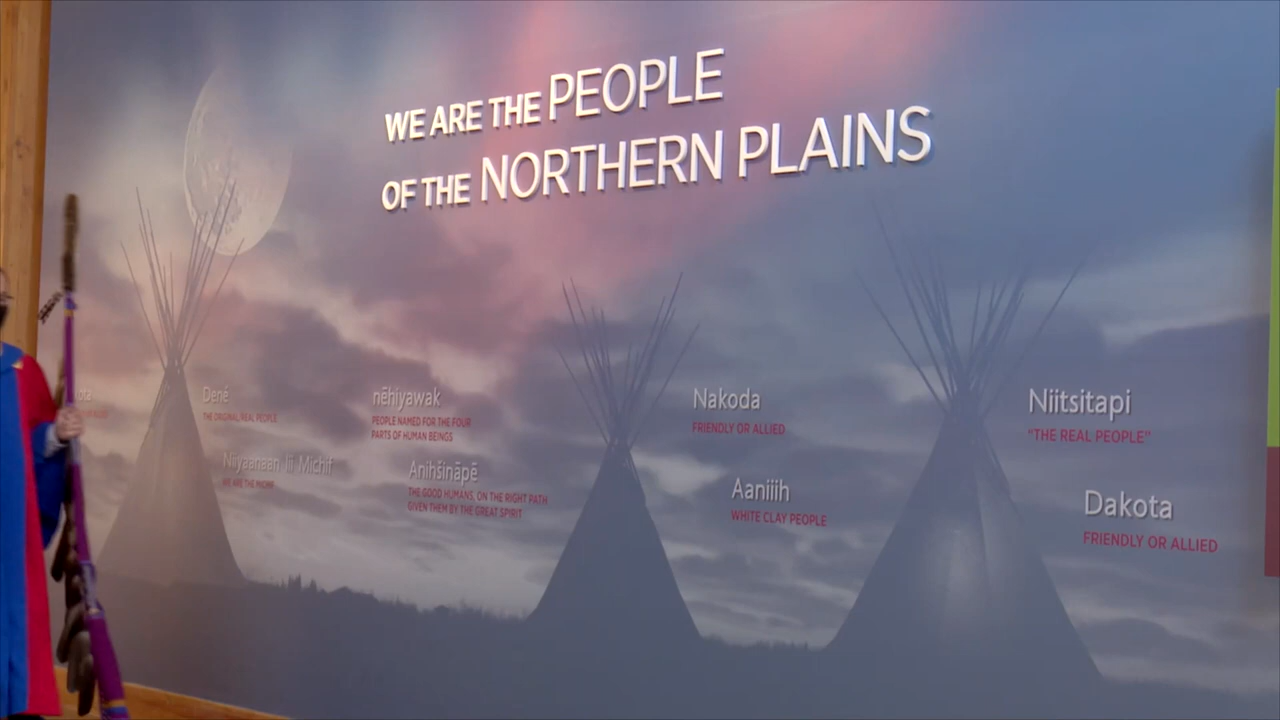 WE ARE THE PEOPLE
OF THE NORTHERN PLAINS
Dené
THE ORIGINAL REAL PEOPLE
Niiyaanaan lii Michif
WE ARE THE MICHIF
nēhiyawak
PEOPLE NAMED FOR THE FOUR
PARTS OF HUMAN BEINGS
Anihšināpē
THE GOOD HUMANS, ON THE RIGHT PATH
GIVEN THEM BY THE GREAT SPIRIT
Nakoda
FRIENDLY OR ALLIED
Aaniiih
WHITE CLAY PEOPLE
Niitsitapi
"THE REAL PEOPLE"
Dakota
FRIENDLY OR ALLIED